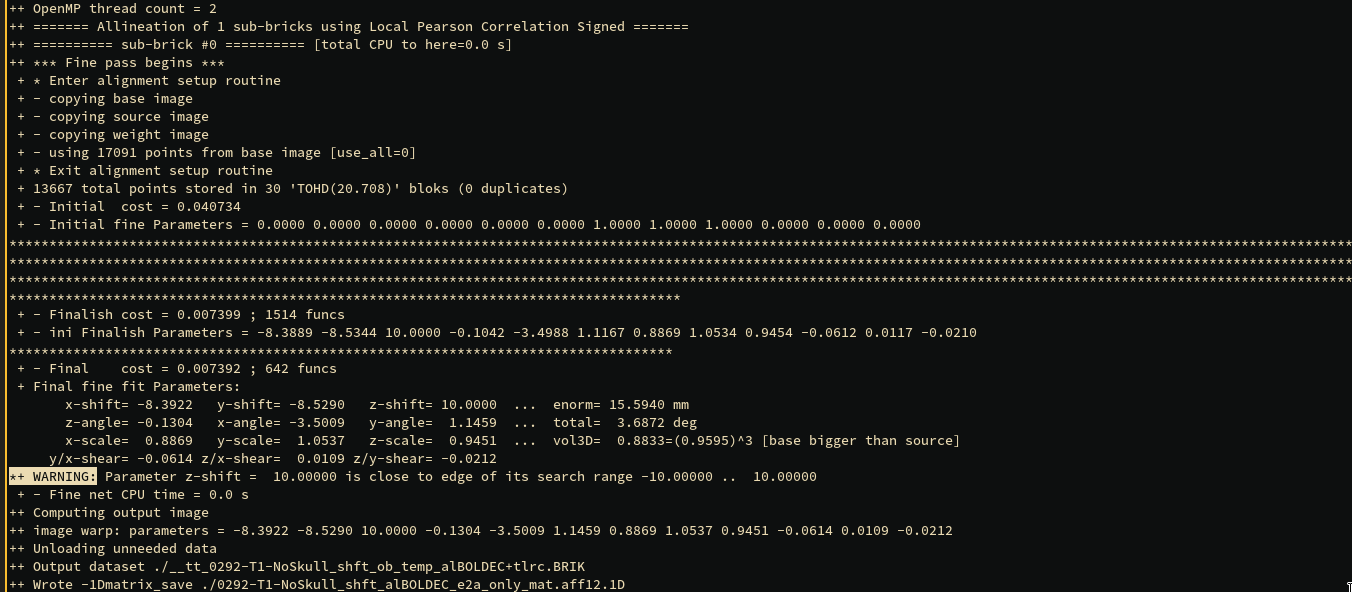 ++ OpenMP thread count = 2
++ ======= Allineation of 1 sub-bricks using Local Pearson Correlation Signed =======
++ ========== sub-brick #0 ========== [total CPU to here=0.0 s]
++ *** Fine pass begins ***
 + * Enter alignment setup routine
 + - copying base image
 + - copying source image
 + - copying weight image
 + - using 17091 points from base image [use_all=0]
 + * Exit alignment setup routine
 + 13667 total points stored in 30 'TOHD(20.708)' bloks (0 duplicates)
 + - Initial  cost = 0.040734
 + - Initial fine Parameters = 0.0000 0.0000 0.0000 0.0000 0.0000 0.0000 1.0000 1.0000 1.0000 0.0000 0.0000 0.0000
************************************************************************************************************************************************************************
************************************************************************************************************************************************************************
************************************************************************************************************************************************************************
************************************************************************************
 + - Finalish cost = 0.007399 ; 1514 funcs
 + - ini Finalish Parameters = -8.3889 -8.5344 10.0000 -0.1042 -3.4988 1.1167 0.8869 1.0534 0.9454 -0.0612 0.0117 -0.0210
***********************************************************************************
 + - Final    cost = 0.007392 ; 642 funcs
 + Final fine fit Parameters:
       x-shift= -8.3922   y-shift= -8.5290   z-shift= 10.0000  ...  enorm= 15.5940 mm
       z-angle= -0.1304   x-angle= -3.5009   y-angle=  1.1459  ...  total=  3.6872 deg
       x-scale=  0.8869   y-scale=  1.0537   z-scale=  0.9451  ...  vol3D=  0.8833=(0.9595)^3 [base bigger than source]
     y/x-shear= -0.0614 z/x-shear=  0.0109 z/y-shear= -0.0212
*+ WARNING: Parameter z-shift =  10.00000 is close to edge of its search range -10.00000 ..  10.00000
 + - Fine net CPU time = 0.0 s
++ Computing output image
++ image warp: parameters = -8.3922 -8.5290 10.0000 -0.1304 -3.5009 1.1459 0.8869 1.0537 0.9451 -0.0614 0.0109 -0.0212
++ Unloading unneeded data
++ Output dataset ./__tt_0292-T1-NoSkull_shft_ob_temp_alBOLDEC+tlrc.BRIK
++ Wrote -1Dmatrix_save ./0292-T1-NoSkull_shft_alBOLDEC_e2a_only_mat.aff12.1D